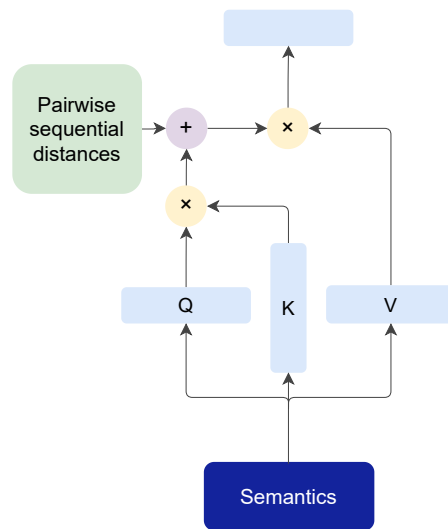 Pairwise
sequential
distances
+
×
×
Q
K
V
Semantics